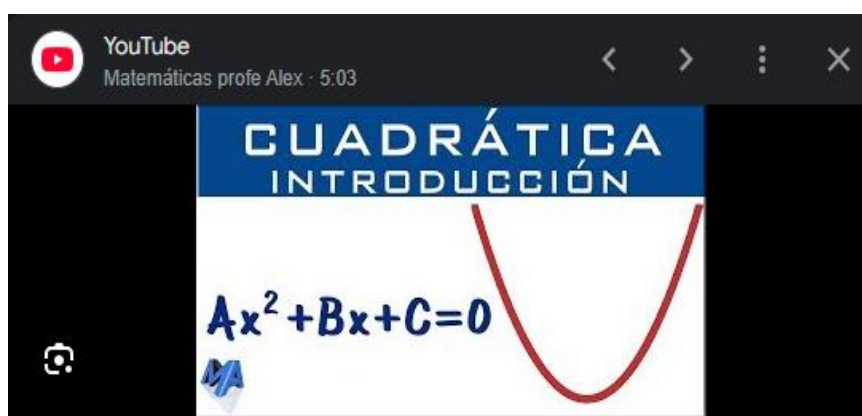 YouTube
Matemáticas profe Alex · 5:03
CUADRÁTICA
INTRODUCCIÓN
Ax²+Bx+C=0
MA